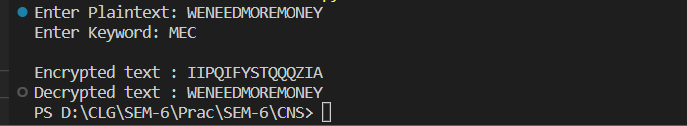 Enter Plaintext: WENEEDMOREMONEY
Enter Keyword: MEC
Encrypted text : IIPQIFYSTQQQZIA
Decrypted text : WENEEDMOREMONEY
PS D:\CLG\SEM-6\Prac\SEM-6\CNS>